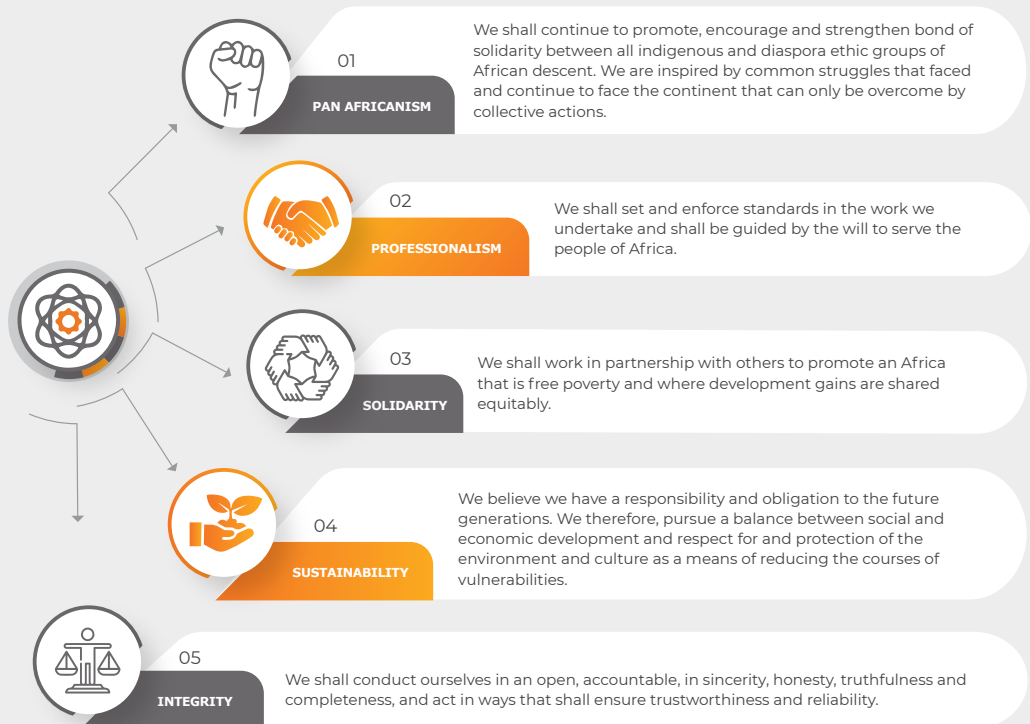 01
PAN AFRICANISM
We shall continue to promote, encourage and strengthen bond of
solidarity between all indigenous and diaspora ethic groups of
African descent. We are inspired by common struggles that faced
and continue to face the continent that can only be overcome by
collective actions.
02
PROFESSIONALISM
We shall set and enforce standards in the work we
undertake and shall be guided by the will to serve the
people of Africa.
03
SOLIDARITY
We shall work in partnership with others to promote an Africa
that is free poverty and where development gains are shared
equitably.
04
SUSTAINABILITY
We believe we have a responsibility and obligation to the future
generations. We therefore, pursue a balance between social and
economic development and respect for and protection of the
environment and culture as a means of reducing the courses of
vulnerabilities.
05
INTEGRITY
We shall conduct ourselves in an open, accountable, in sincerity, honesty, truthfulness and
completeness, and act in ways that shall ensure trustworthiness and reliability.